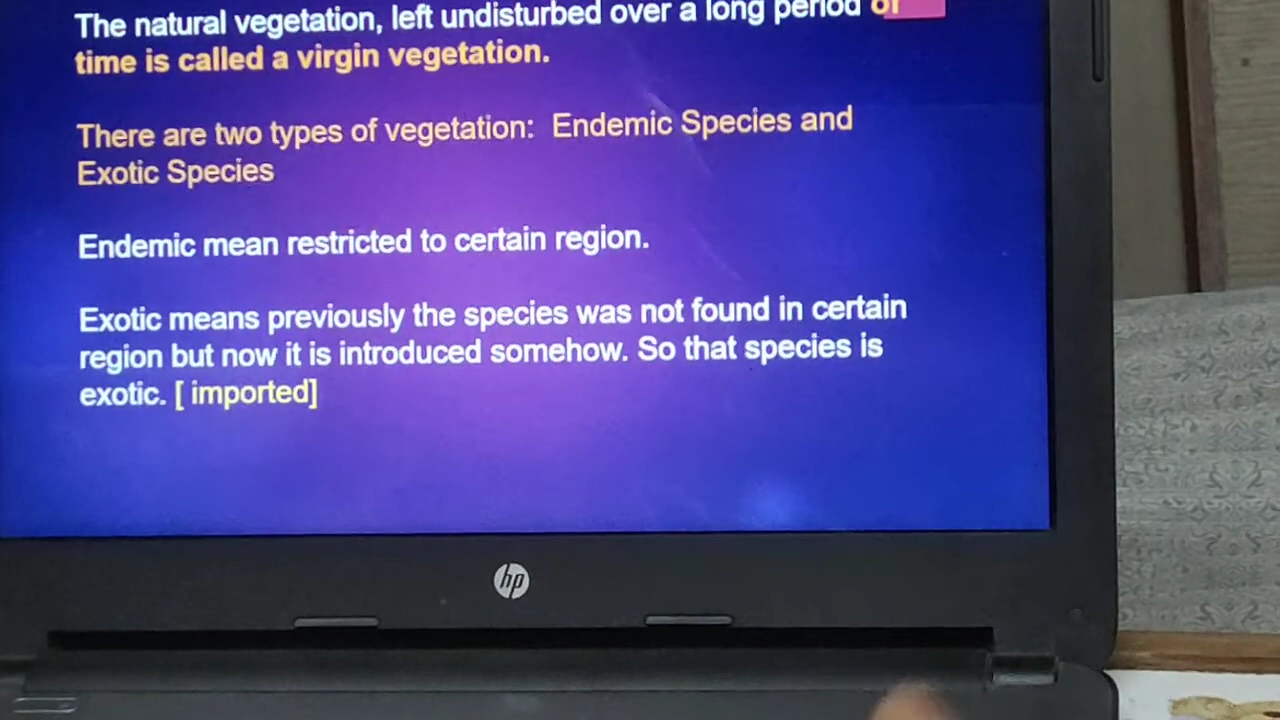 The natural vegetation, left undisturbed over a long period of
time is called a virgin vegetation.
There are two types of vegetation: Endemic Species and
Exotic Species
Endemic mean restricted to certain region.
Exotic means previously the species was not found in certain
region but now it is introduced somehow. So that species is
exotic. [ imported]
hp